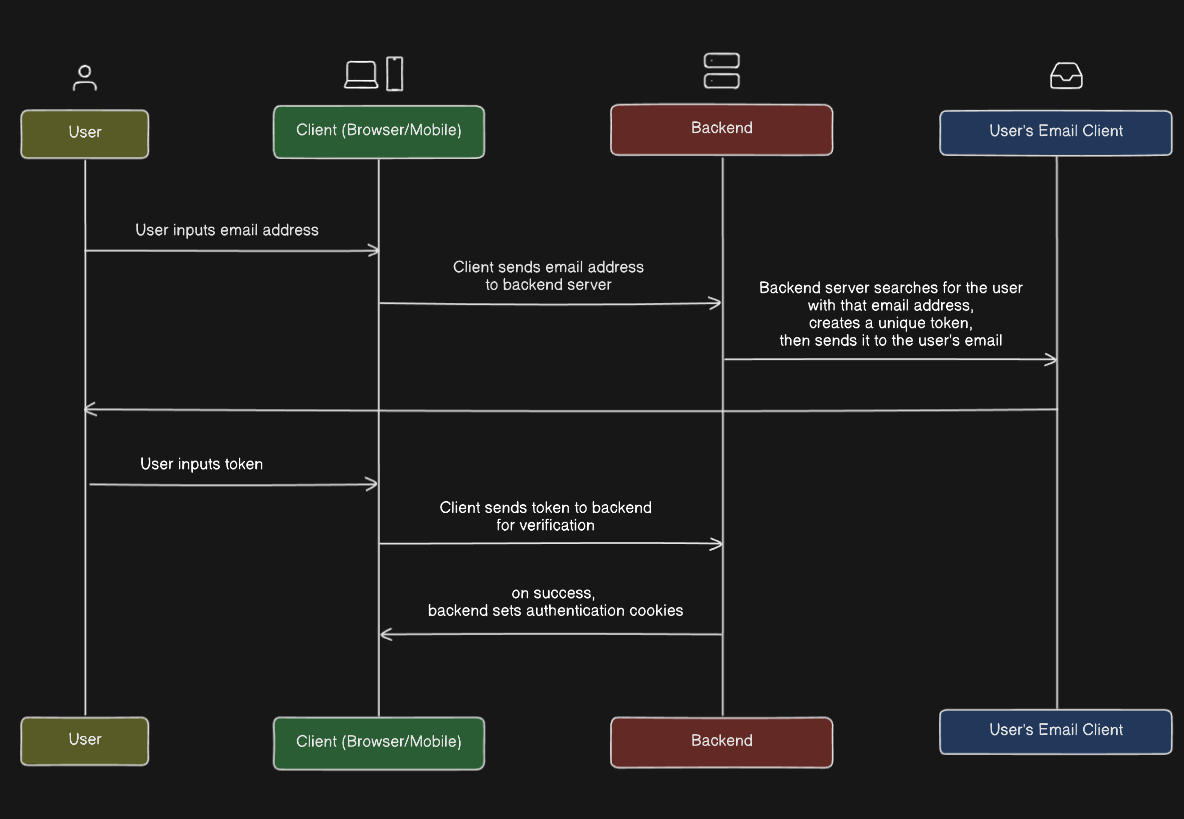 User
Client (Browser/Mobile)
Backend
User's Email Client
User inputs email address
Client sends email address
to backend server
Backend server searches for the user
with that email address,
creates a unique token,
then sends it to the user's email
User inputs token
Client sends token to backend
for verification
on success,
backend sets authentication cookies
User
Client (Browser/Mobile)
Backend
User's Email Client